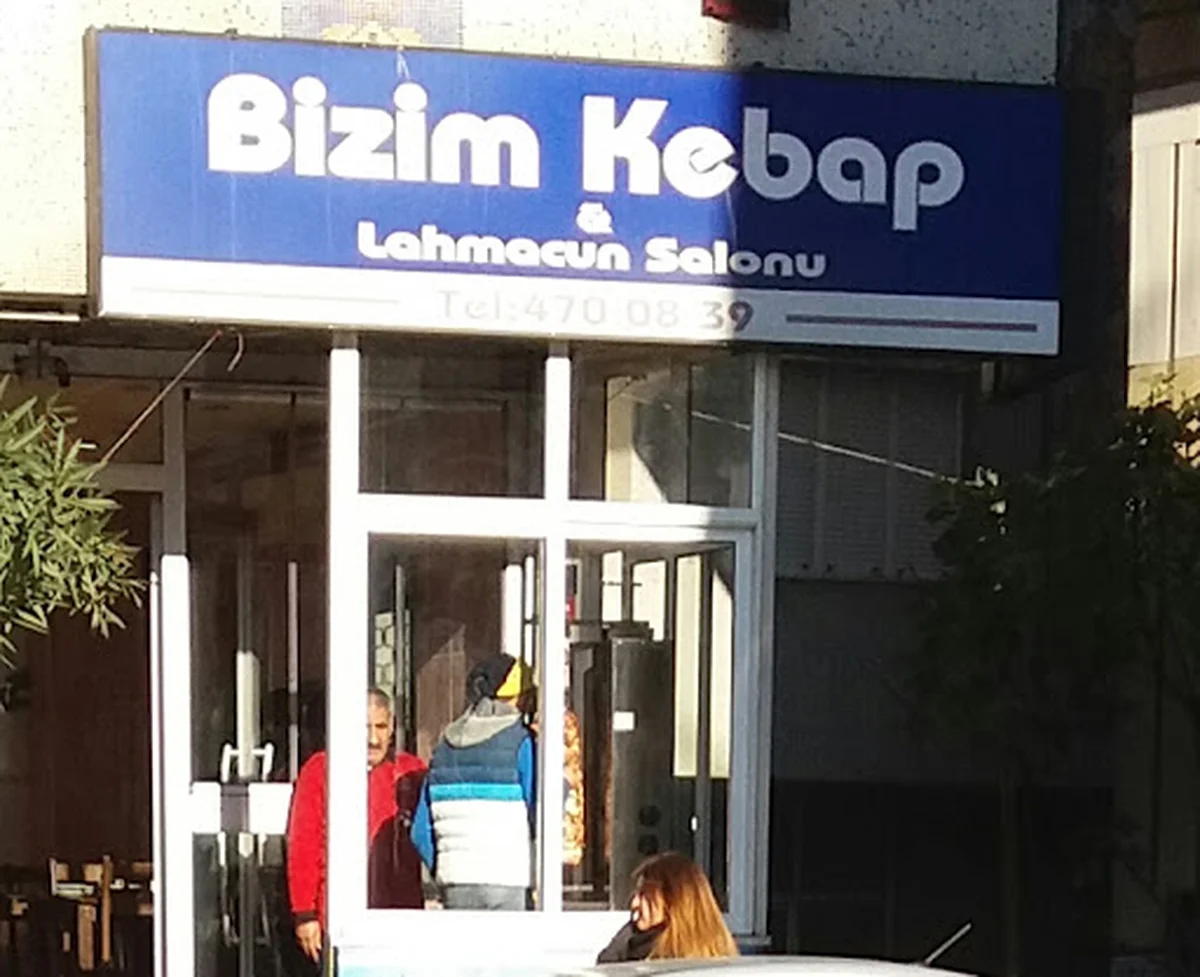 Bizim Kebap
&
Lahmacun Salonu
Tel:470 08 39